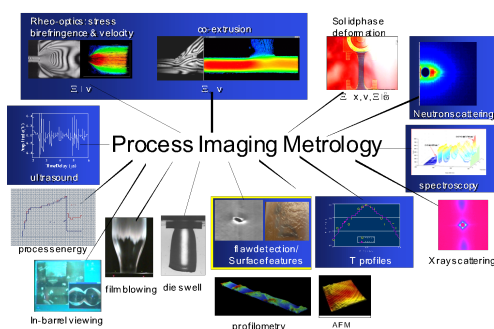 Rheo-optics: stress
birefringence & velocity
co-extrusion
Solid phase
deformation
Ξ | v
Ξ , v
Ξ x, v, Ξ|ϖ
Neutron scattering
Process Imaging Metrology
ultrasound
spectroscopy
process energy
film blowing
die swell
flaw detection/
Surface features
T profiles
X ray scattering
In-barrel viewing
profilometry
AFM